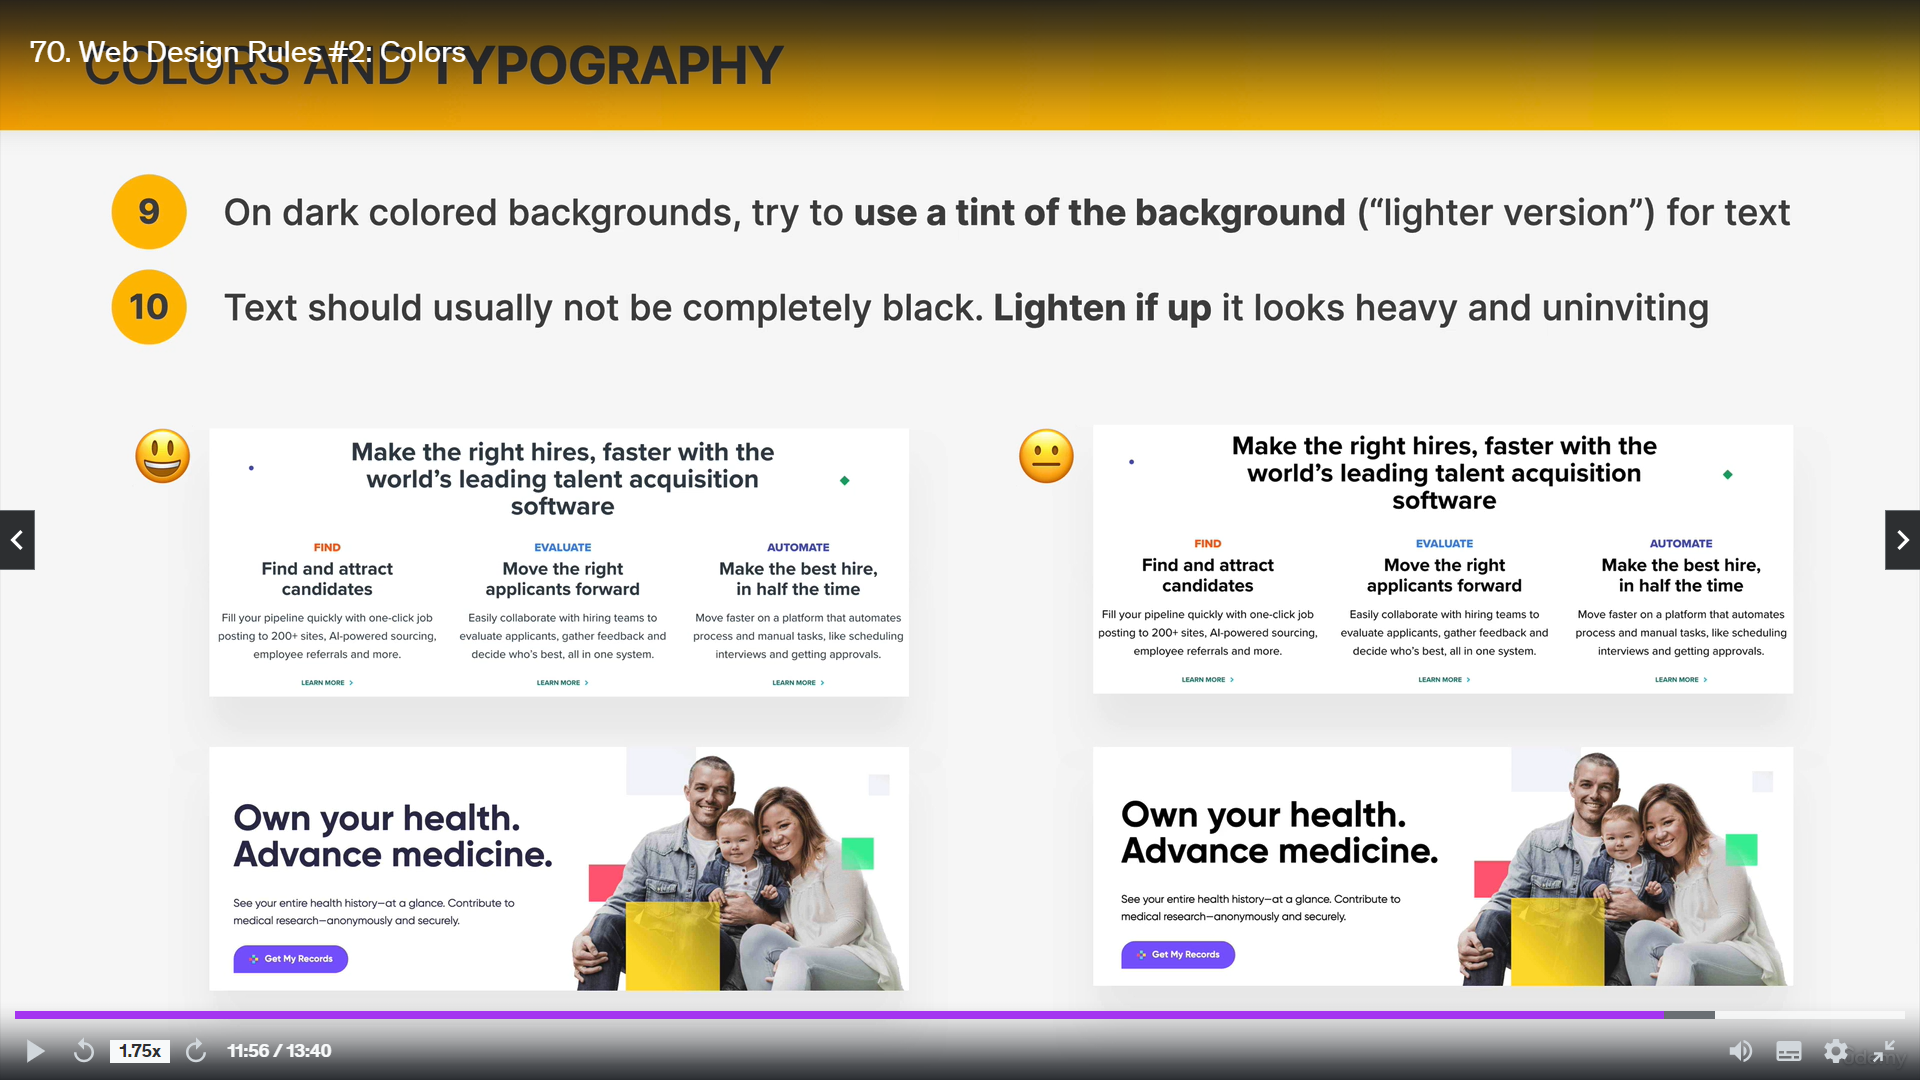 70. Web Design Rules #2: Colors
COLORS AND TYPOGRAPHY
9
On dark colored backgrounds, try to use a tint of the background (“lighter version”) for text
10
Text should usually not be completely black. Lighten if up it looks heavy and uninviting
Make the right hires, faster with the
world’s leading talent acquisition
software
FIND
Find and attract
candidates
Fill your pipeline quickly with one-click job
posting to 200+ sites, AI-powered sourcing,
employee referrals and more.
LEARN MORE >
EVALUATE
Move the right
applicants forward
Easily collaborate with hiring teams to
evaluate applicants, gather feedback and
decide who’s best, all in one system.
LEARN MORE >
AUTOMATE
Make the best hire,
in half the time
Move faster on a platform that automates
process and manual tasks, like scheduling
interviews and getting approvals.
LEARN MORE >
Make the right hires, faster with the
world’s leading talent acquisition
software
FIND
Find and attract
candidates
Fill your pipeline quickly with one-click job
posting to 200+ sites, AI-powered sourcing,
employee referrals and more.
LEARN MORE >
EVALUATE
Move the right
applicants forward
Easily collaborate with hiring teams to
evaluate applicants, gather feedback and
decide who’s best, all in one system.
LEARN MORE >
AUTOMATE
Make the best hire,
in half the time
Move faster on a platform that automates
process and manual tasks, like scheduling
interviews and getting approvals.
LEARN MORE >
Own your health.
Advance medicine.
See your entire health history—at a glance. Contribute to
medical research—anonymously and securely.
Get My Records
Own your health.
Advance medicine.
See your entire health history—at a glance. Contribute to
medical research—anonymously and securely.
Get My Records
1.75x
11:56 / 13:40